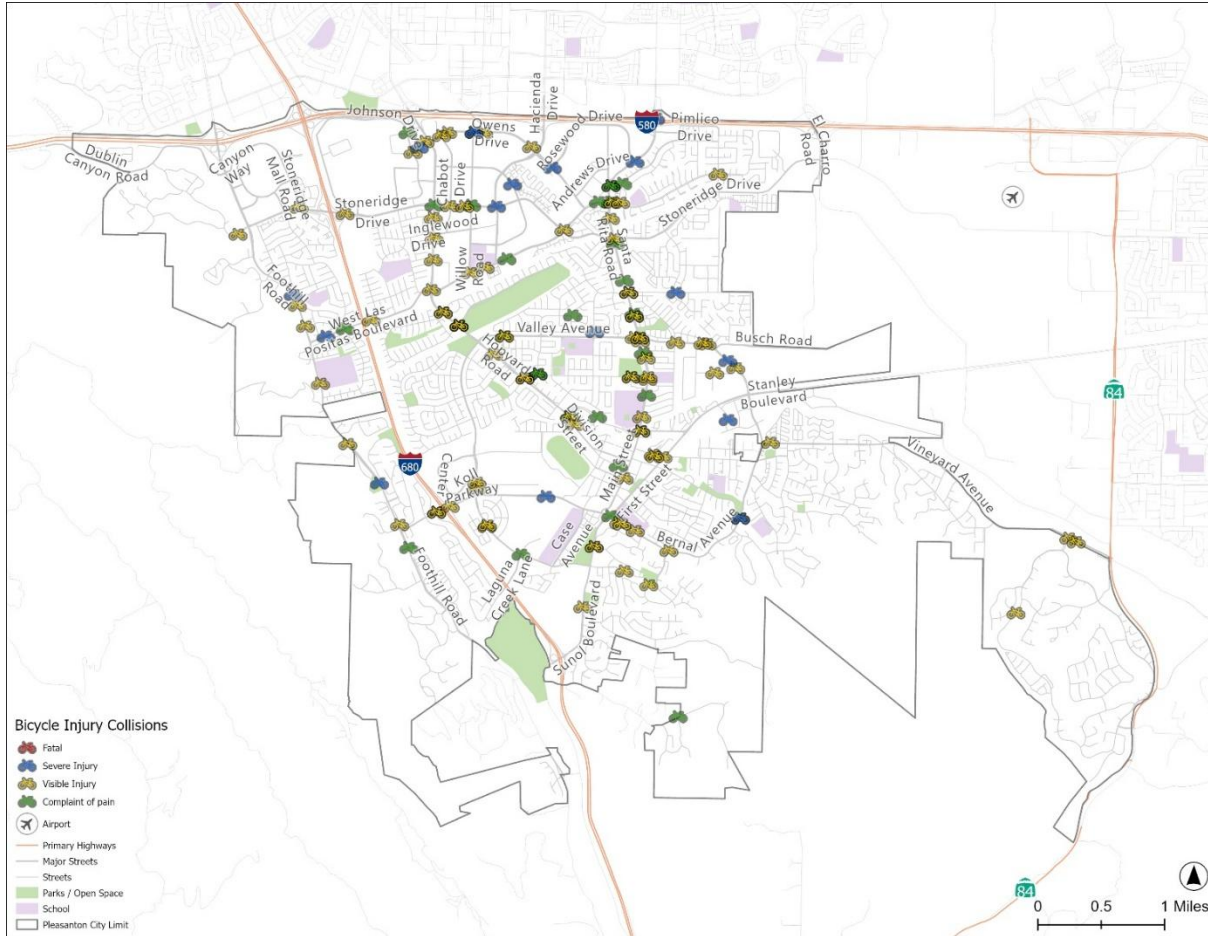 Hacienda
Drive
Johnson Drive
Owens
Drive
Rosewood Drive
580
Pimlico
Drive
El Charro
Road
Dublin
Canyon Road
Canyon
Way
Stoneridge
Mall Road
Chabot
Drive
Andrews Drive
Stoneridge
Drive
Stoneridge Drive
Inglewood
Drive
Willow
Road
Santa
Rita Road
Foothill
Road
West Las
Positas Boulevard
Valley Avenue
Busch Road
Hopyard
Road
Stanley
Boulevard
84
Division
Street
Main Street
First Street
Vineyard Avenue
680
Koll
Center
Parkway
Case
Avenue
Bernal Avenue
Laguna
Creek Lane
Foothill Road
Sunol Boulevard
Bicycle Injury Collisions
Fatal
Severe Injury
Visible Injury
Complaint of pain
Airport
Primary Highways
Major Streets
Streets
Parks / Open Space
School
Pleasanton City Limit
84
0 0.5 1 Miles